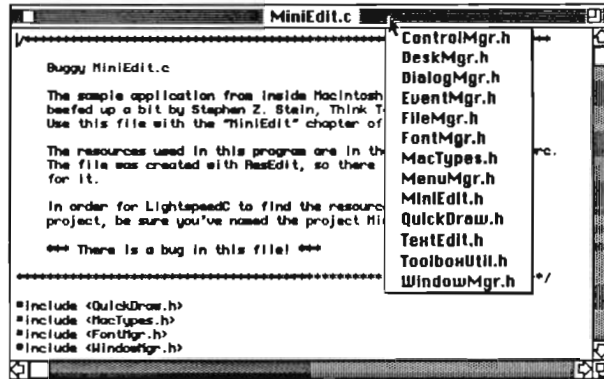 MiniEdit.c
Buggy MiniEdit.c
The sample application from Inside Macintosh
beefed up a bit by Stephen Z. Stein, Think T
Use this file with the "MiniEdit" chapter of
The resources used in this program are in th rc.
The file was created with ResEdit, so there
for it.
In order for LightspeedC to find the resourc
project, be sure you've named the project Mi
*** There is a bug in this file! ***
*/
#include <QuickDraw.h>
#include <MacTypes.h>
#include <FontMgr.h>
#include <WindowMgr.h>
ControlMgr.h
DeskMgr.h
DialogMgr.h
EventMgr.h
FileMgr.h
FontMgr.h
MacTypes.h
MenuMgr.h
MiniEdit.h
QuickDraw.h
TextEdit.h
ToolboxUtil.h
WindowMgr.h